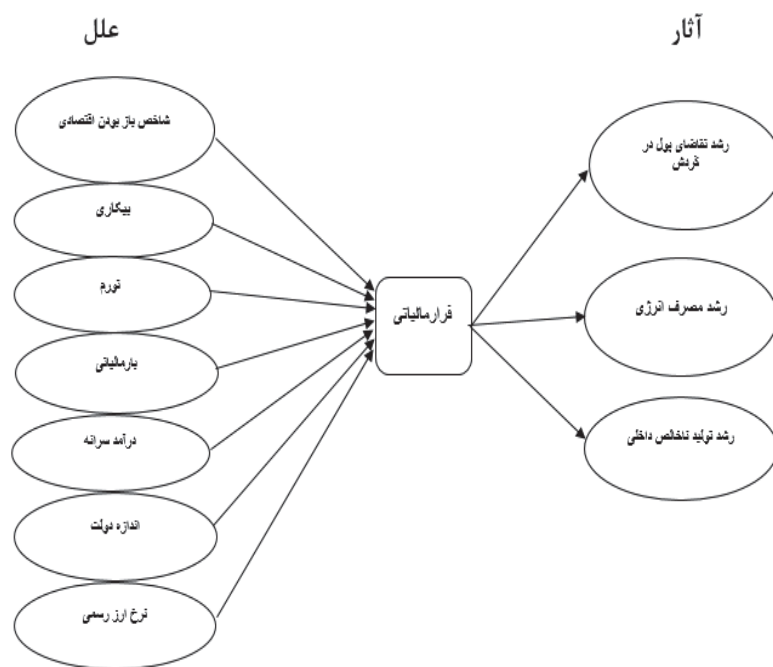 علل
آثار
شاخص باز بودن اقتصادی
بیکاری
تورم
بارمالیاتی
درآمد سرانه
اندازه دولت
نرخ ارز رسمی
فرارمالیاتی
رشد تقاضای پول در
گردش
رشد مصرف انرژی
رشد تولید ناخالص داخلی